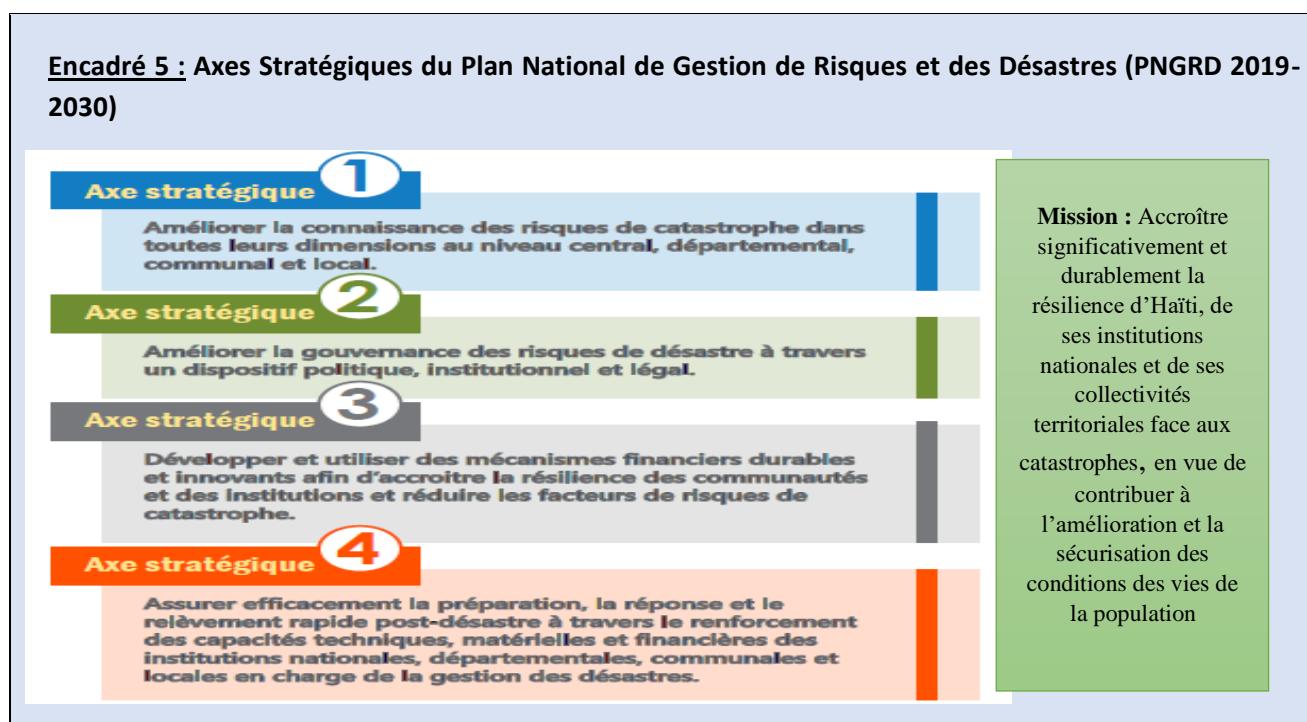 Encadré 5 : Axes Stratégiques du Plan National de Gestion de Risques et des Désastres (PNGRD 2019-
2030)
Axe stratégique 1
Améliorer la connaissance des risques de catastrophe dans
toutes leurs dimensions au niveau central, départemental,
communal et local.
Axe stratégique 2
Améliorer la gouvernance des risques de désastre à travers
un dispositif politique, institutionnel et légal.
Axe stratégique 3
Développer et utiliser des mécanismes financiers durables
et innovants afin d'accroitre la résilience des communautés
et des institutions et réduire les facteurs de risques de
catastrophe.
Axe stratégique 4
Assurer efficacement la préparation, la réponse et le
relèvement rapide post-désastre à travers le renforcement
des capacités techniques, matérielles et financières des
institutions nationales, départementales, communales et
locales en charge de la gestion des désastres.
Mission : Accroître
significativement et
durablement la
résilience d'Haïti, de
ses institutions
nationales et de ses
collectivités
territoriales face aux
catastrophes, en vue de
contribuer à
l'amélioration et la
sécurisation des
conditions des vies de
la population